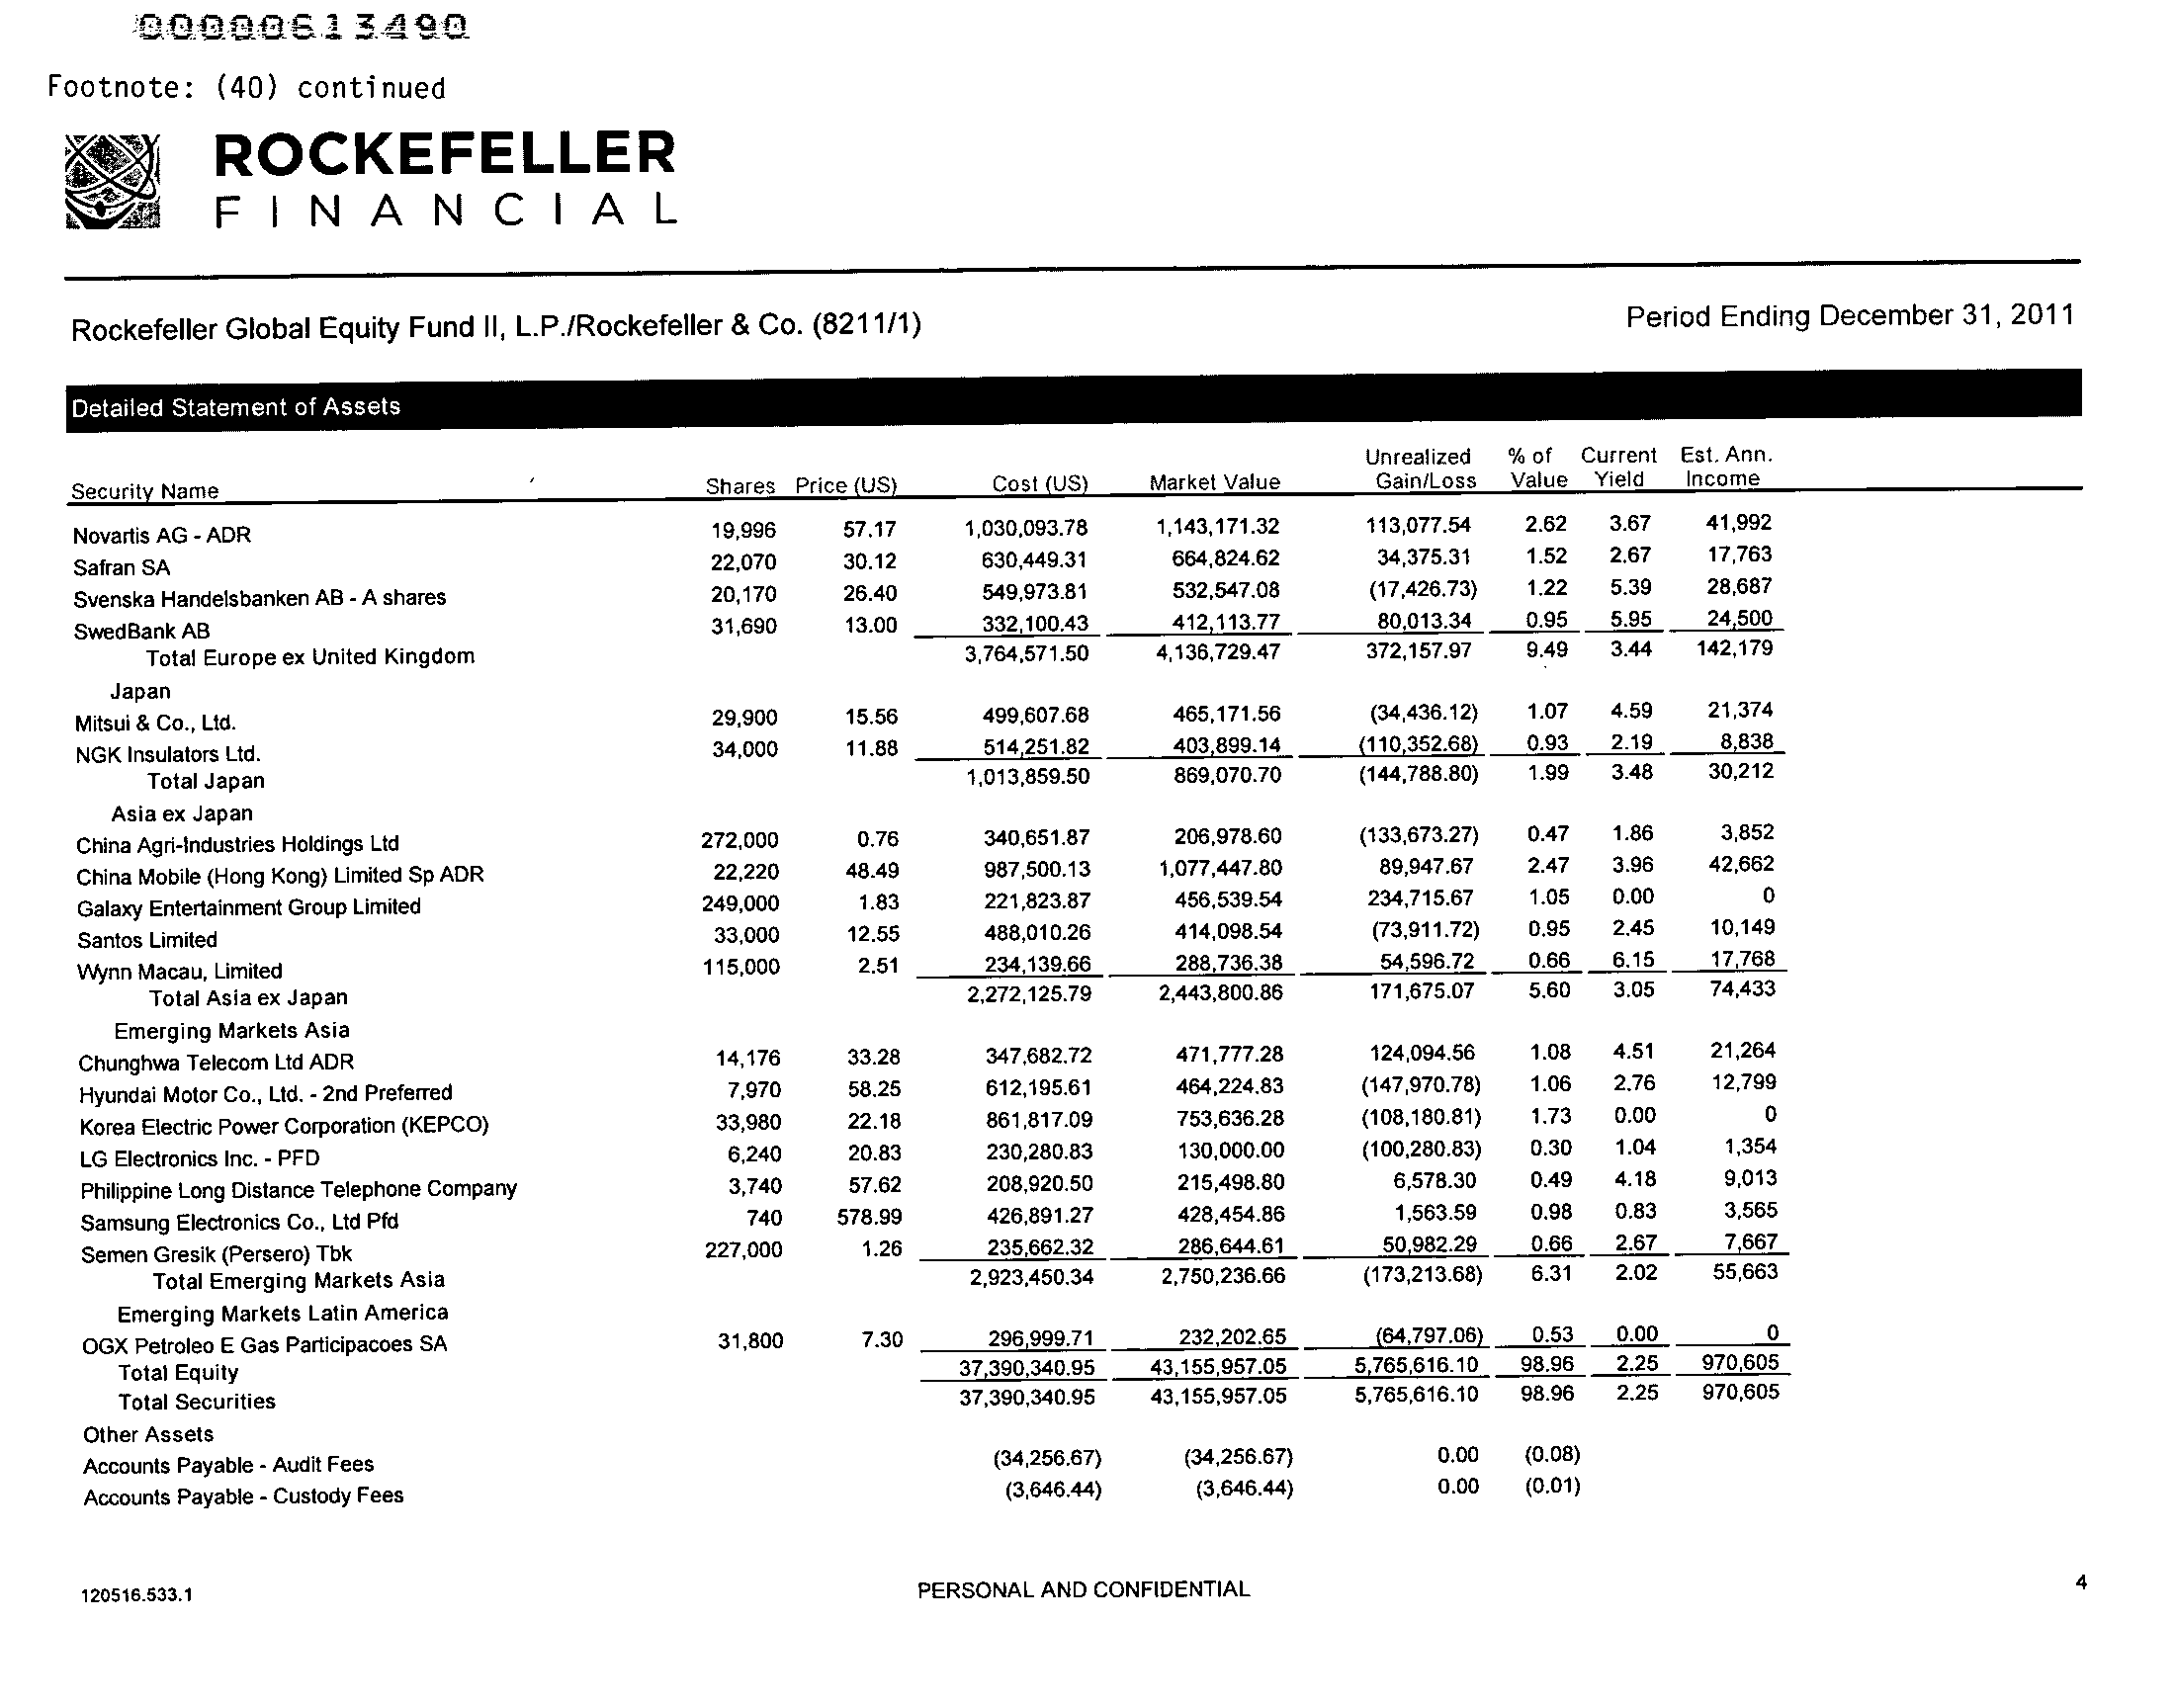 00000613490
Footnote: (40) continued
ROCKEFELLER
FINANCIAL
Rockefeller Global Equity Fund II, L.P./Rockefeller & Co. (8211/1) Period Ending December 31, 2011
Detailed Statement of Assets
Unrealized % of Current Est. Ann.
Security Name Shares Price (US) Cost (US) Market Value Gain/Loss Value Yield Income
Novartis AG - ADR 19,996 57.17 1,030,093.78 1,143,171.32 113,077.54 2.62 3.67 41,992
Safran SA 22,070 30.12 630,449.31 664,824.62 34,375.31 1.52 2.67 17,763
Svenska Handelsbanken AB - A shares 20,170 26.40 549,973.81 532,547.08 (17,426.73) 1.22 5.39 28,687
SwedBank AB 31,690 13.00 332,100.43 412,113.77 80,013.34 0.95 5.95 24,500
Total Europe ex United Kingdom 3,764,571.50 4,136,729.47 372,157.97 9.49 3.44 142,179
Japan
Mitsui & Co., Ltd. 29,900 15.56 499,607.68 465,171.56 (34,436.12) 1.07 4.59 21,374
NGK Insulators Ltd. 34,000 11.88 514,251.82 403,899.14 (110,352.68) 0.93 2.19 8,838
Total Japan 1,013,859.50 869,070.70 (144,788.80) 1.99 3.48 30,212
Asia ex Japan
China Agri-Industries Holdings Ltd 272,000 0.76 340,651.87 206,978.60 (133,673.27) 0.47 1.86 3,852
China Mobile (Hong Kong) Limited Sp ADR 22,220 48.49 987,500.13 1,077,447.80 89,947.67 2.47 3.96 42,662
Galaxy Entertainment Group Limited 249,000 1.83 221,823.87 456,539.54 234,715.67 1.05 0.00 0
Santos Limited 33,000 12.55 488,010.26 414,098.54 (73,911.72) 0.95 2.45 10,149
Wynn Macau, Limited 115,000 2.51 234,139.66 288,736.38 54,596.72 0.66 6.15 17,768
Total Asia ex Japan 2,272,125.79 2,443,800.86 171,675.07 5.60 3.05 74,433
Emerging Markets Asia
Chunghwa Telecom Ltd ADR 14,176 33.28 347,682.72 471,777.28 124,094.56 1.08 4.51 21,264
Hyundai Motor Co., Ltd. - 2nd Preferred 7,970 58.25 612,195.61 464,224.83 (147,970.78) 1.06 2.76 12,799
Korea Electric Power Corporation (KEPCO) 33,980 22.18 861,817.09 753,636.28 (108,180.81) 1.73 0.00 0
LG Electronics Inc. - PFD 6,240 20.83 230,280.83 130,000.00 (100,280.83) 0.30 1.04 1,354
Philippine Long Distance Telephone Company 3,740 57.62 208,920.50 215,498.80 6,578.30 0.49 4.18 9,013
Samsung Electronics Co., Ltd Pfd 740 578.99 426,891.27 428,454.86 1,563.59 0.98 0.83 3,565
Semen Gresik (Persero) Tbk 227,000 1.26 235,662.32 286,644.61 50,982.29 0.66 2.67 7,667
Total Emerging Markets Asia 2,923,450.34 2,750,236.66 (173,213.68) 6.31 2.02 55,663
Emerging Markets Latin America
OGX Petroleo E Gas Participacoes SA 31,800 7.30 296,999.71 232,202.65 (64,797.06) 0.53 0.00 0
Total Equity 37,390,340.95 43,155,957.05 5,765,616.10 98.96 2.25 970,605
Total Securities 37,390,340.95 43,155,957.05 5,765,616.10 98.96 2.25 970,605
Other Assets
Accounts Payable - Audit Fees (34,256.67) (34,256.67) 0.00 (0.08)
Accounts Payable - Custody Fees (3,646.44) (3,646.44) 0.00 (0.01)
120516.533.1 PERSONAL AND CONFIDENTIAL 4